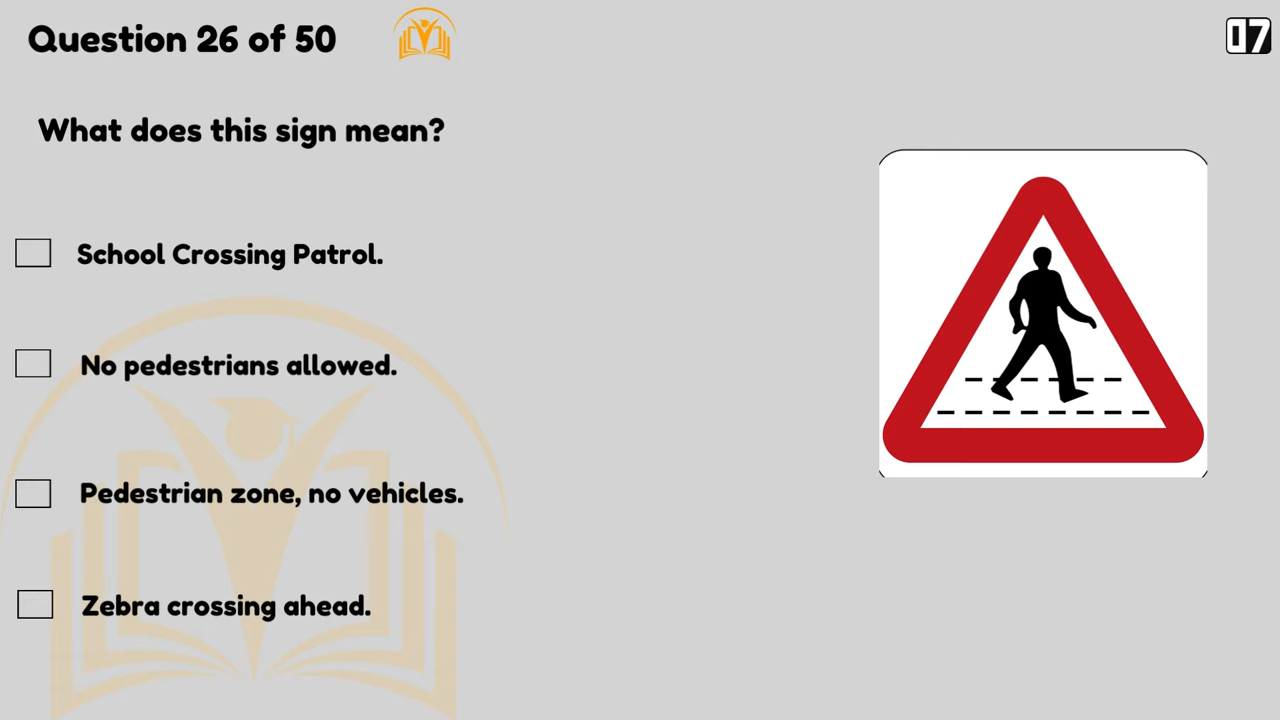 Question 26 of 50
07
What does this sign mean?
School Crossing Patrol.
No pedestrians allowed.
Pedestrian zone, no vehicles.
Zebra crossing ahead.